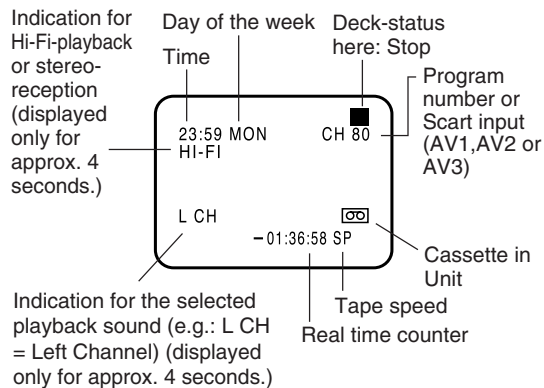 Indication for
Hi-Fi-playback
or stereo-
reception
(displayed
only for
approx. 4
seconds.)
Day of the week
Time
Deck-status
here: Stop
Program
number or
Scart input
(AV1,AV2 or
AV3)
23:59 MON
CH 80
HI-FI
L CH
–01:36:58 SP
Cassette in
Unit
Tape speed
Real time counter
Indication for the selected
playback sound (e.g.: L CH
= Left Channel) (displayed
only for approx. 4 seconds.)